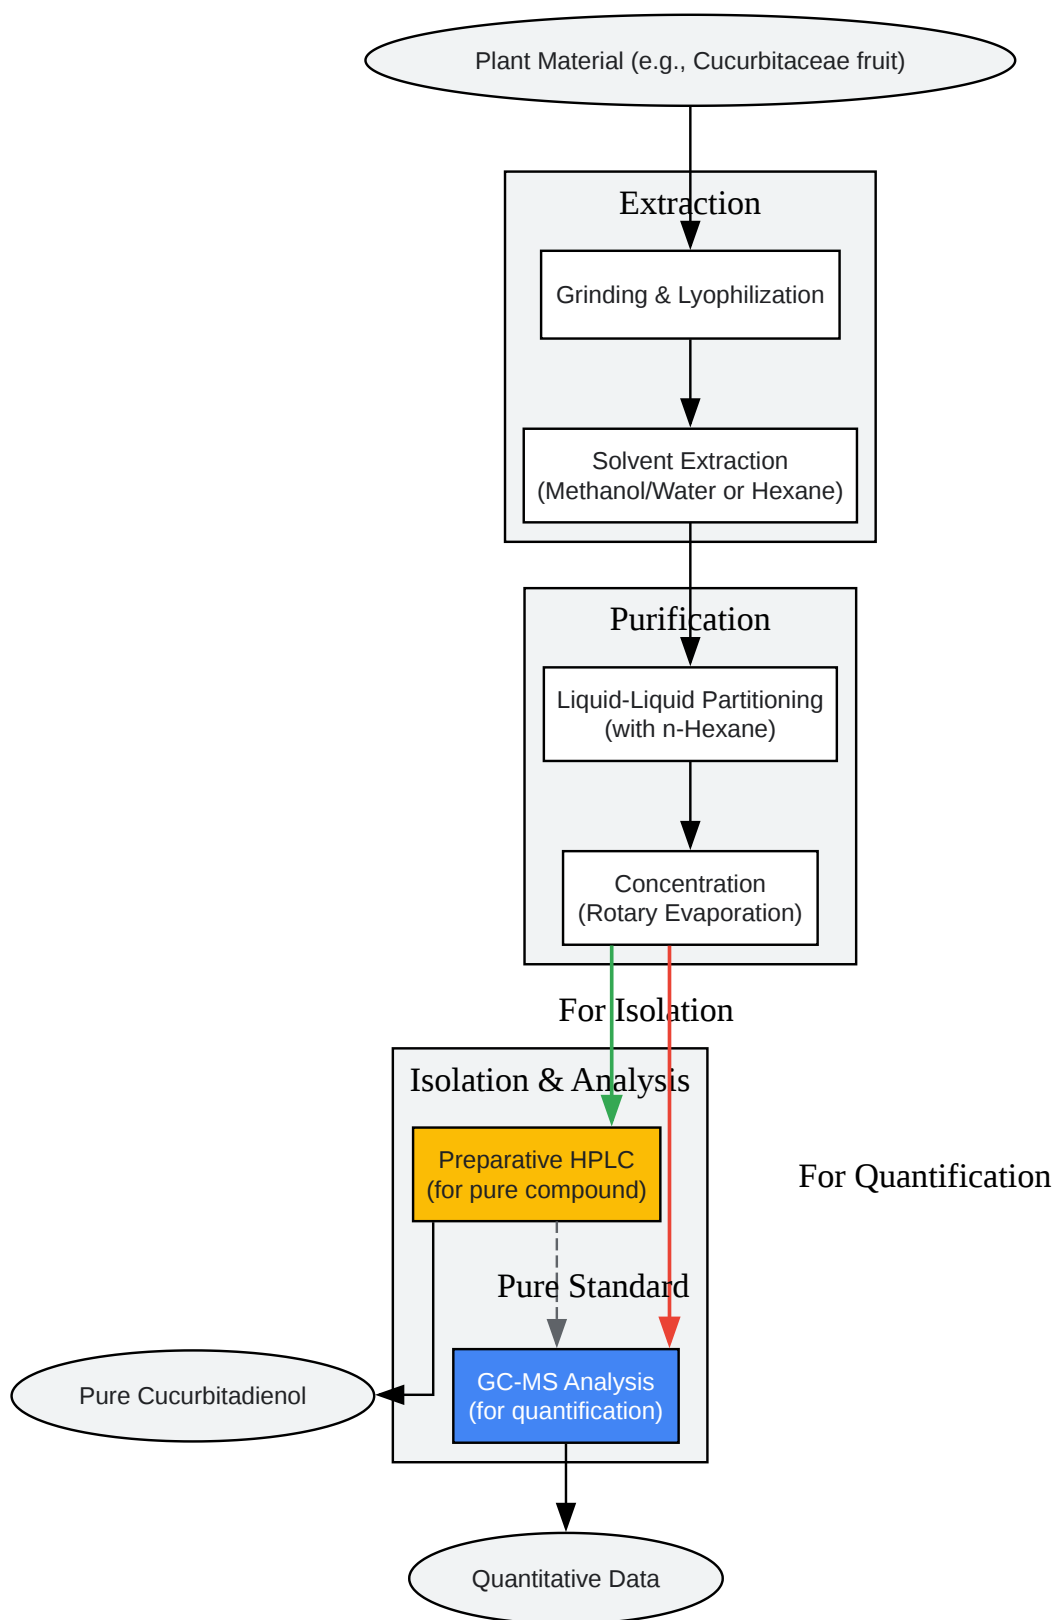 Plant Material (e.g., Cucurbitaceae fruit)
Extraction
Grinding & Lyophilization
Solvent Extraction
(Methanol/Water or Hexane)
Purification
Liquid-Liquid Partitioning
(with n-Hexane)
Concentration
(Rotary Evaporation)
For Isolation
Isolation & Analysis
Preparative HPLC
(for pure compound)
For Quantification
Pure Standard
GC-MS Analysis
(for quantification)
Pure Cucurbitadienol
Quantitative Data